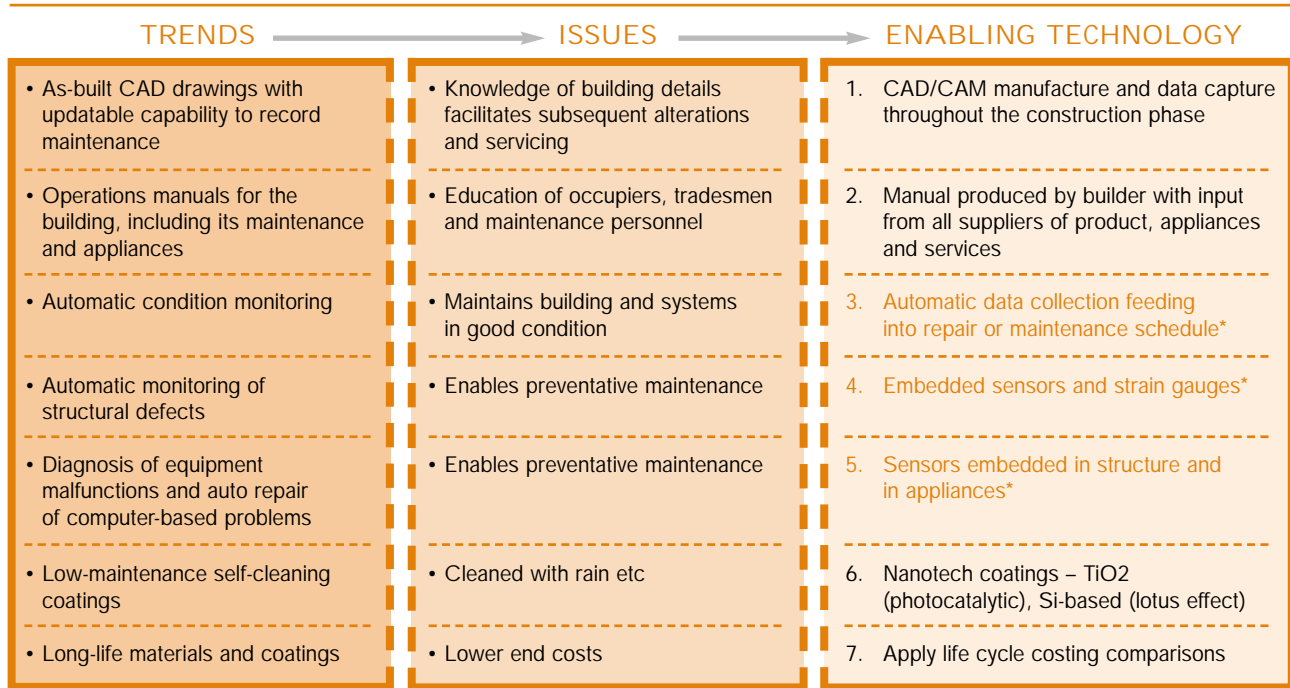 TRENDS ISSUES ENABLING TECHNOLOGY
• As-built CAD drawings with
updatable capability to record
maintenance
• Knowledge of building details
facilitates subsequent alterations
and servicing
1. CAD/CAM manufacture and data capture
throughout the construction phase
• Operations manuals for the
building, including its maintenance
and appliances
• Education of occupiers, tradesmen
and maintenance personnel
2. Manual produced by builder with input
from all suppliers of product, appliances
and services
• Automatic condition monitoring
• Maintains building and systems
in good condition
3. Automatic data collection feeding
into repair or maintenance schedule*
• Automatic monitoring of
structural defects
• Enables preventative maintenance
4. Embedded sensors and strain gauges*
• Diagnosis of equipment
malfunctions and auto repair
of computer-based problems
• Enables preventative maintenance
5. Sensors embedded in structure and
in appliances*
• Low-maintenance self-cleaning
coatings
• Cleaned with rain etc
6. Nanotech coatings – TiO2
(photocatalytic), Si-based (lotus effect)
• Long-life materials and coatings
• Lower end costs
7. Apply life cycle costing comparisons